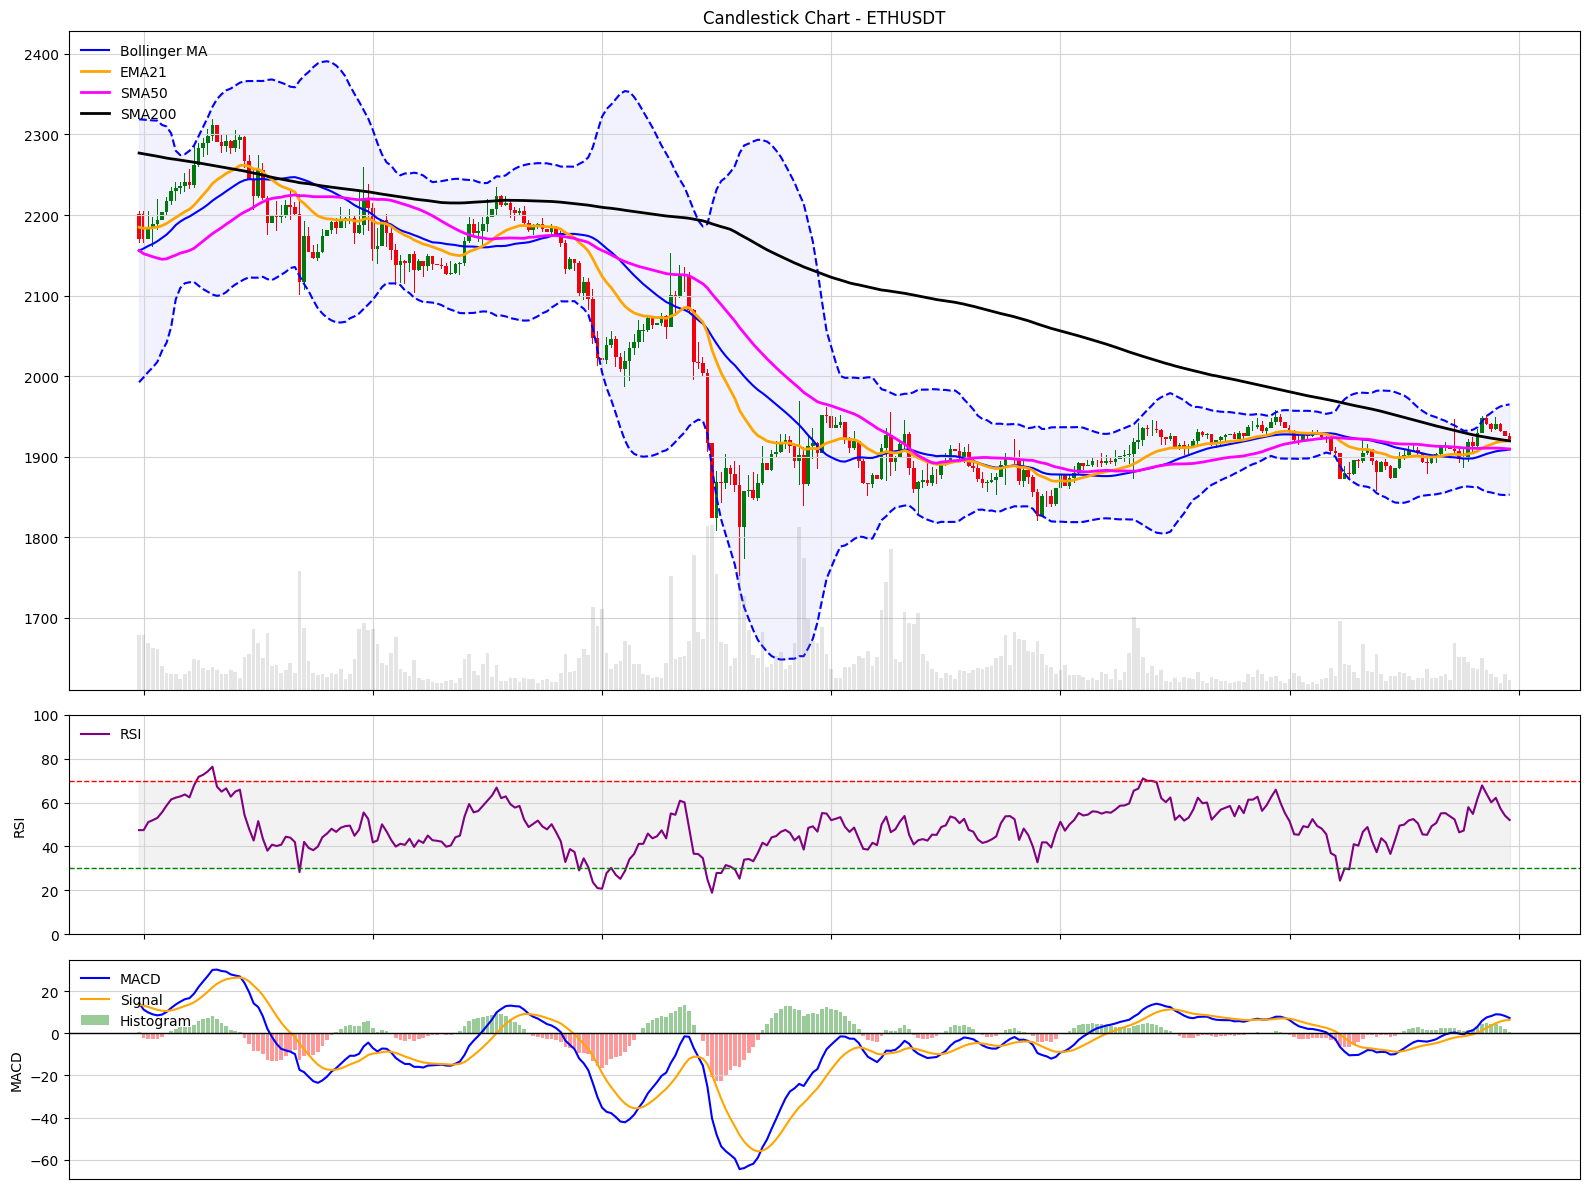 Candlestick Chart - ETHUSDT
2400
2300
2200
2100
2000
1900
1800
1700
Bollinger MA
EMA21
SMA50
SMA200
100
80
60
40
20
0
RSI
RSI
20
0
−20
−40
−60
MACD
MACD
Signal
Histogram